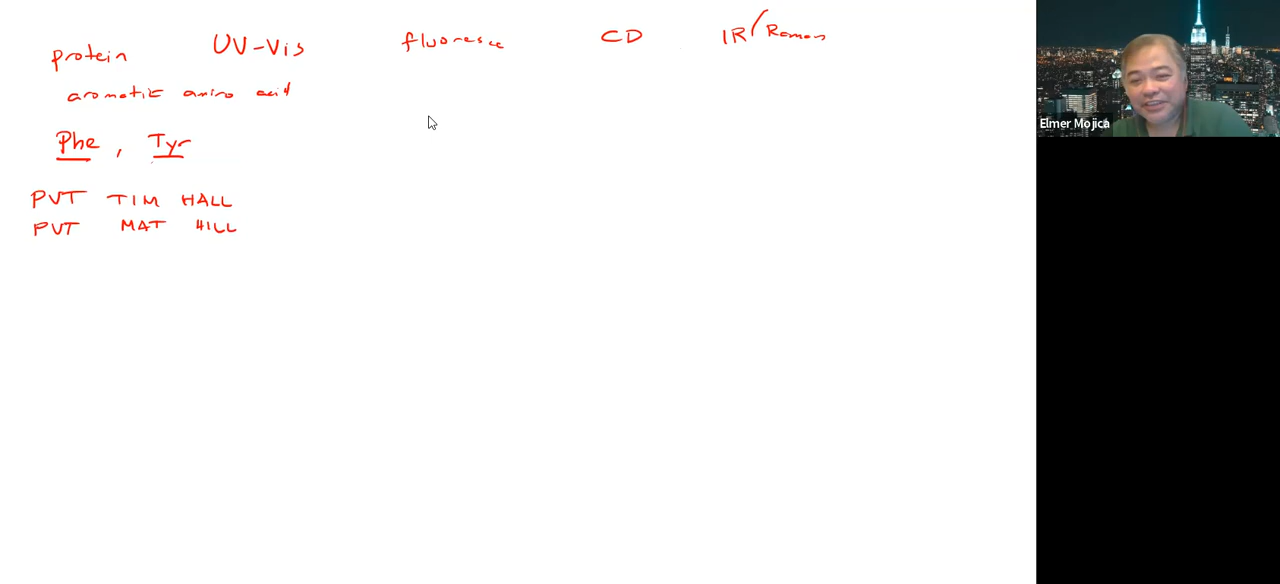 protein UV-Vis fluoresce CD IR/Raman
aromatic amino acid
Phe, Tyr
PVT TIM HALL
PVT MAT HILL
Elmer Mojica